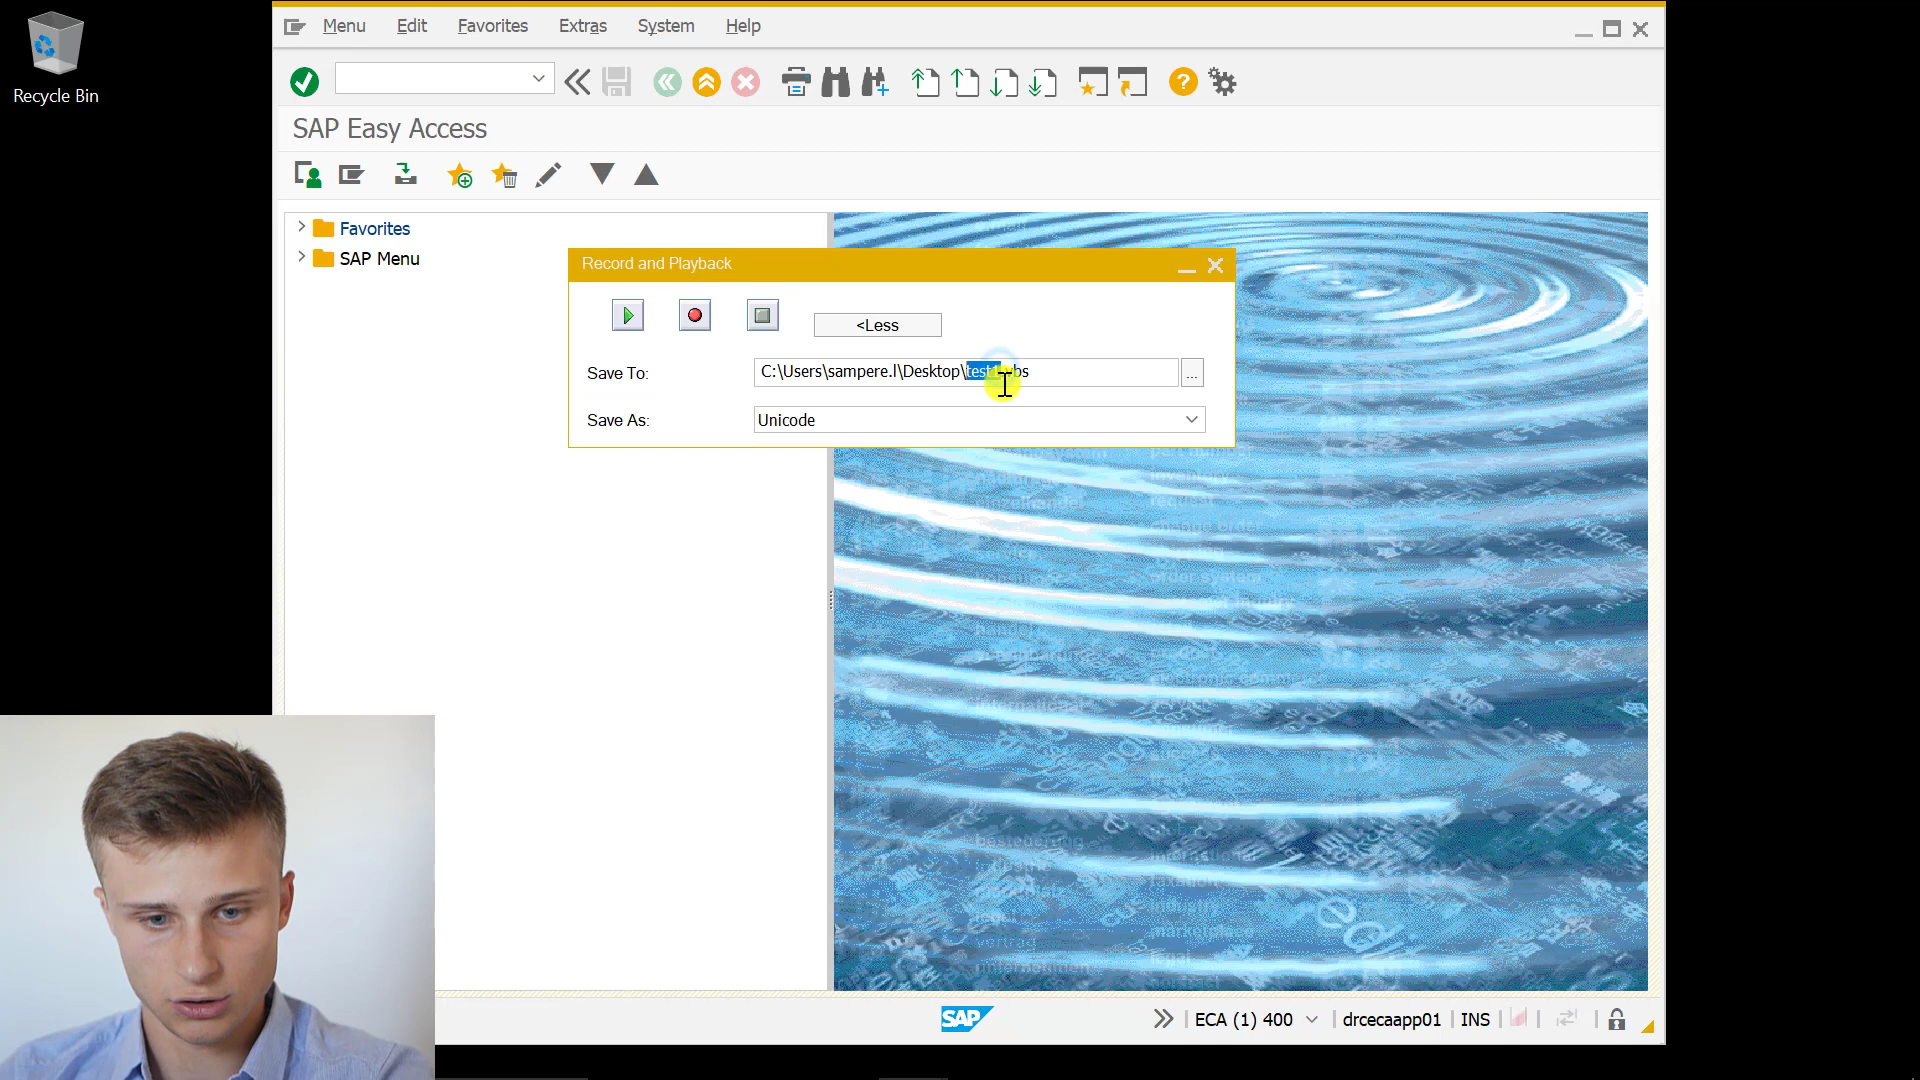 Menu Edit Favorites Extras System Help
Recycle Bin
SAP Easy Access
Favorites
SAP Menu
Record and Playback
<Less
Save To: C:\Users\sampere.l\Desktop\test1.vbs ...
Save As: Unicode
SAP ECA (1) 400 drcecaapp01 INS